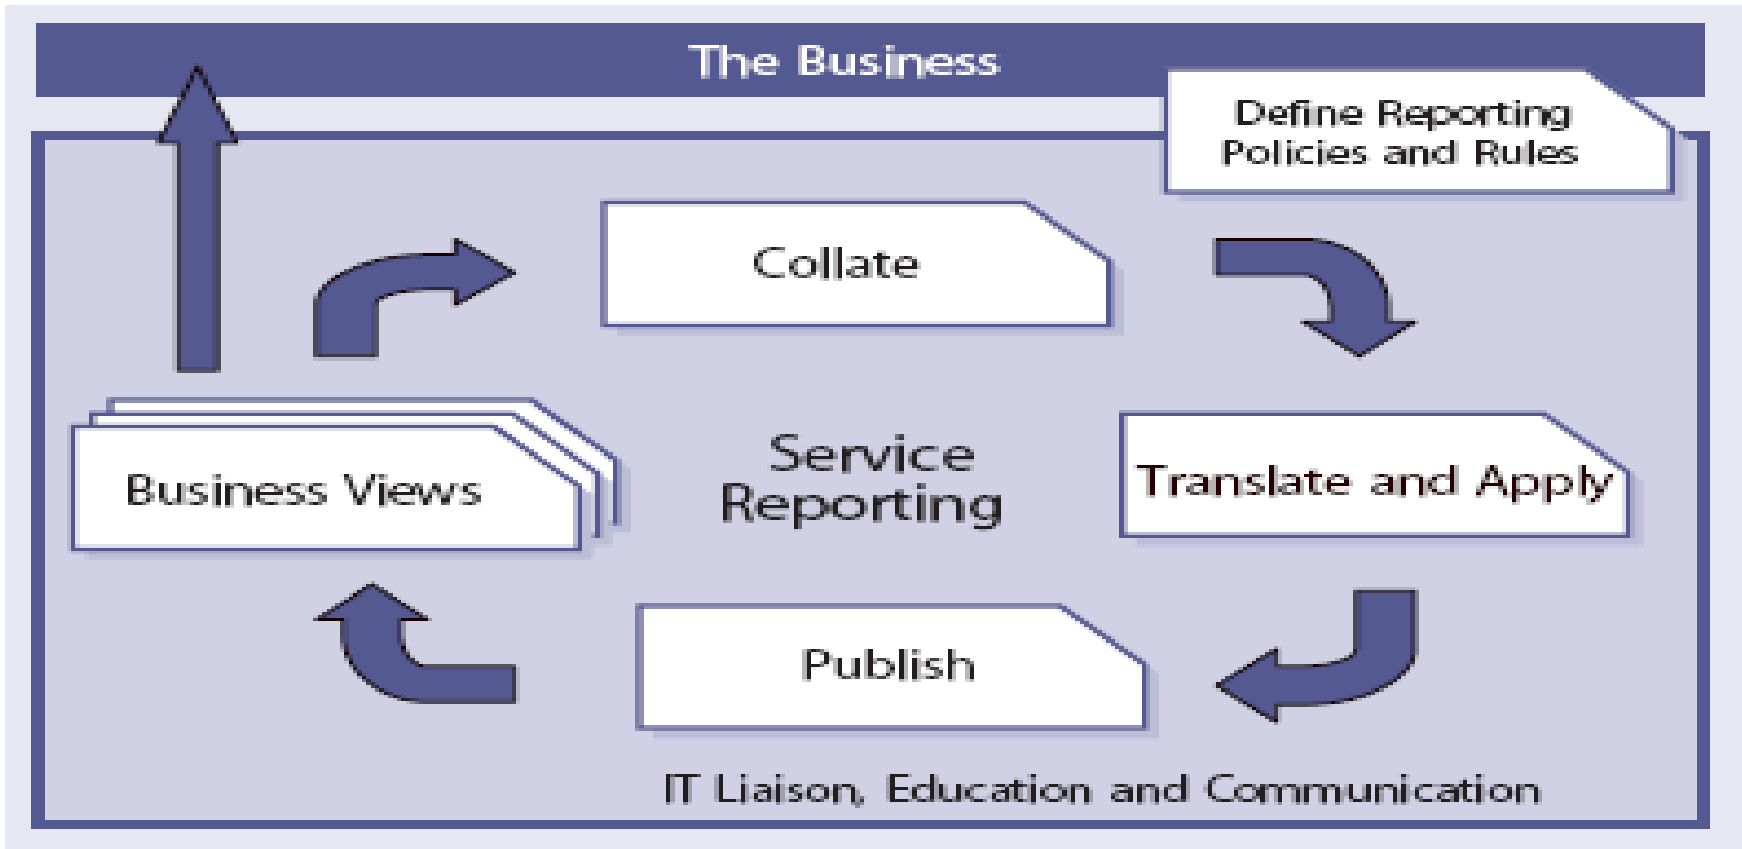 The Business
Define Reporting
Policies and Rules
Collate
Business Views
Service
Reporting
Translate and Apply
Publish
IT Liaison, Education and Communication